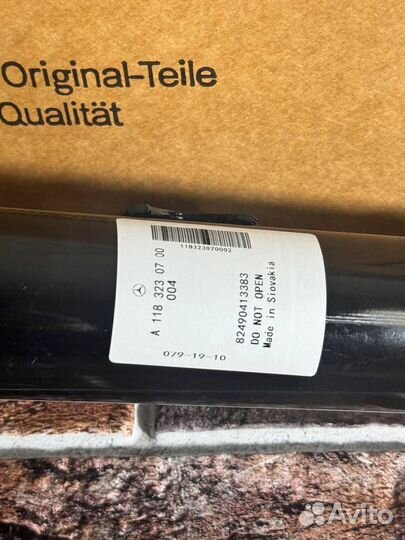 Original-Teile
Qualität
118323070002
A 118 323 07 00
004
82490413383
DO NOT OPEN
Made in Slovakia
079-19-10
Avito